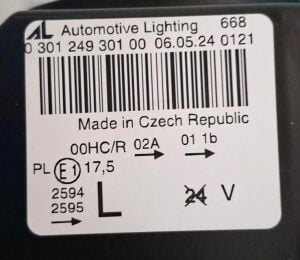 AL Automotive Lighting 668
0 301 249 301 00 06.05.24 0121
Made in Czech Republic
00HC/R 02A → 01 1b →
PL E1 17,5
2594
2595 →
L 24 V